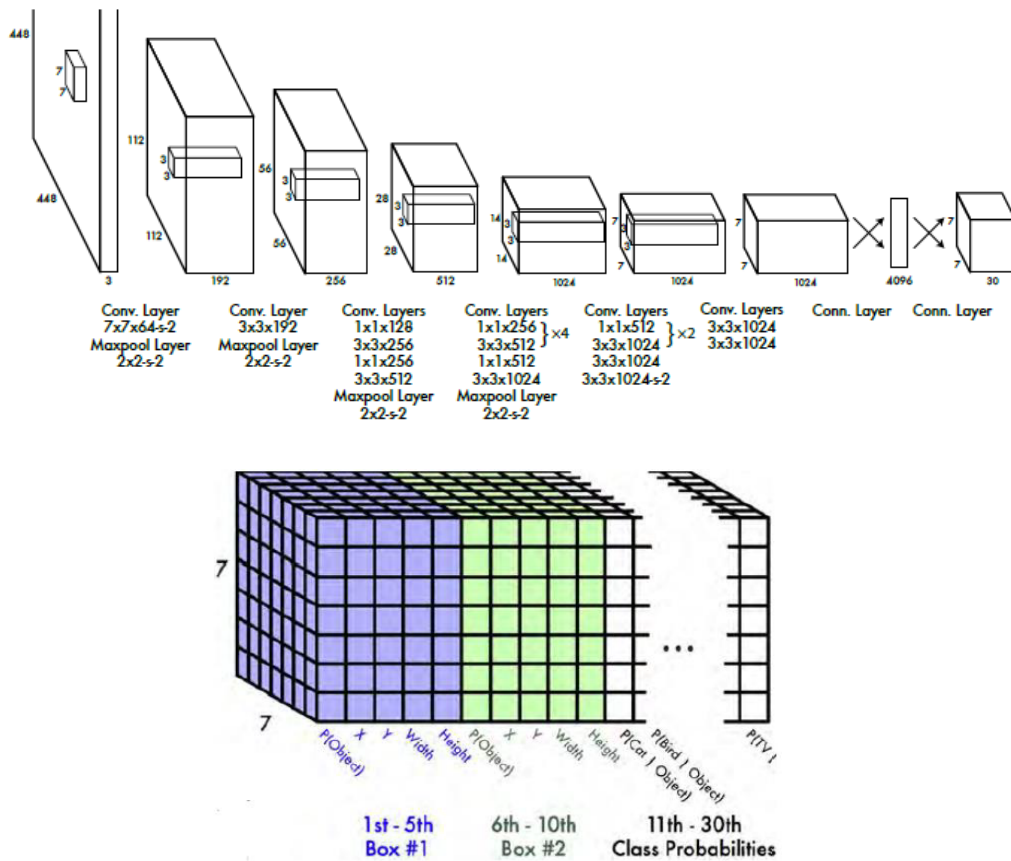 448
448
7
7
3
112
112
3
3
192
56
56
3
3
256
28
28
3
3
512
14
14
3
3
1024
7
7
3
3
1024
7
7
1024
4096
7
7
30
Conv. Layer
7x7x64-s-2
Maxpool Layer
2x2-s-2
Conv. Layer
3x3x192
Maxpool Layer
2x2-s-2
Conv. Layers
1x1x128
3x3x256
1x1x256
3x3x512
Maxpool Layer
2x2-s-2
Conv. Layers
1x1x256
3x3x512
}×4
1x1x512
3x3x1024
Maxpool Layer
2x2-s-2
Conv. Layers
1x1x512
3x3x1024
}×2
3x3x1024
3x3x1024-s-2
Conv. Layers
3x3x1024
3x3x1024
Conn. Layer
Conn. Layer
7
7
...
P(Object)
X
Y
Width
Height
P(Object)
X
Y
Width
Height
P(Cat | Object)
P(Bird | Object)
P(TV |
1st - 5th
Box #1
6th - 10th
Box #2
11th - 30th
Class Probabilities